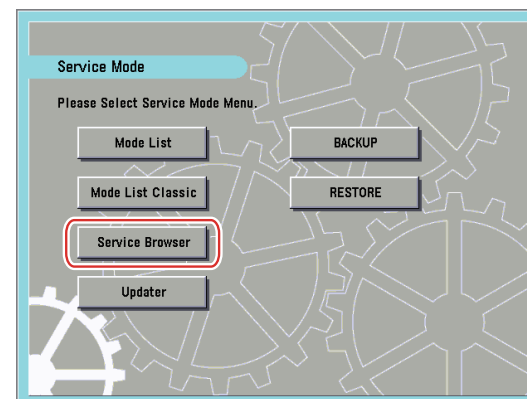 Service Mode
Please Select Service Mode Menu.
Mode List
BACKUP
Mode List Classic
RESTORE
Service Browser
Updater